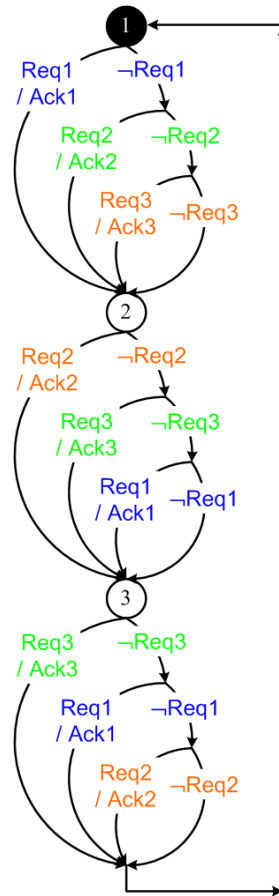 1
Req1
/ Ack1
¬Req1
Req2
/ Ack2
¬Req2
Req3
/ Ack3
¬Req3
2
Req2
/ Ack2
¬Req2
Req3
/ Ack3
¬Req3
Req1
/ Ack1
¬Req1
3
Req3
/ Ack3
¬Req3
Req1
/ Ack1
¬Req1
Req2
/ Ack2
¬Req2